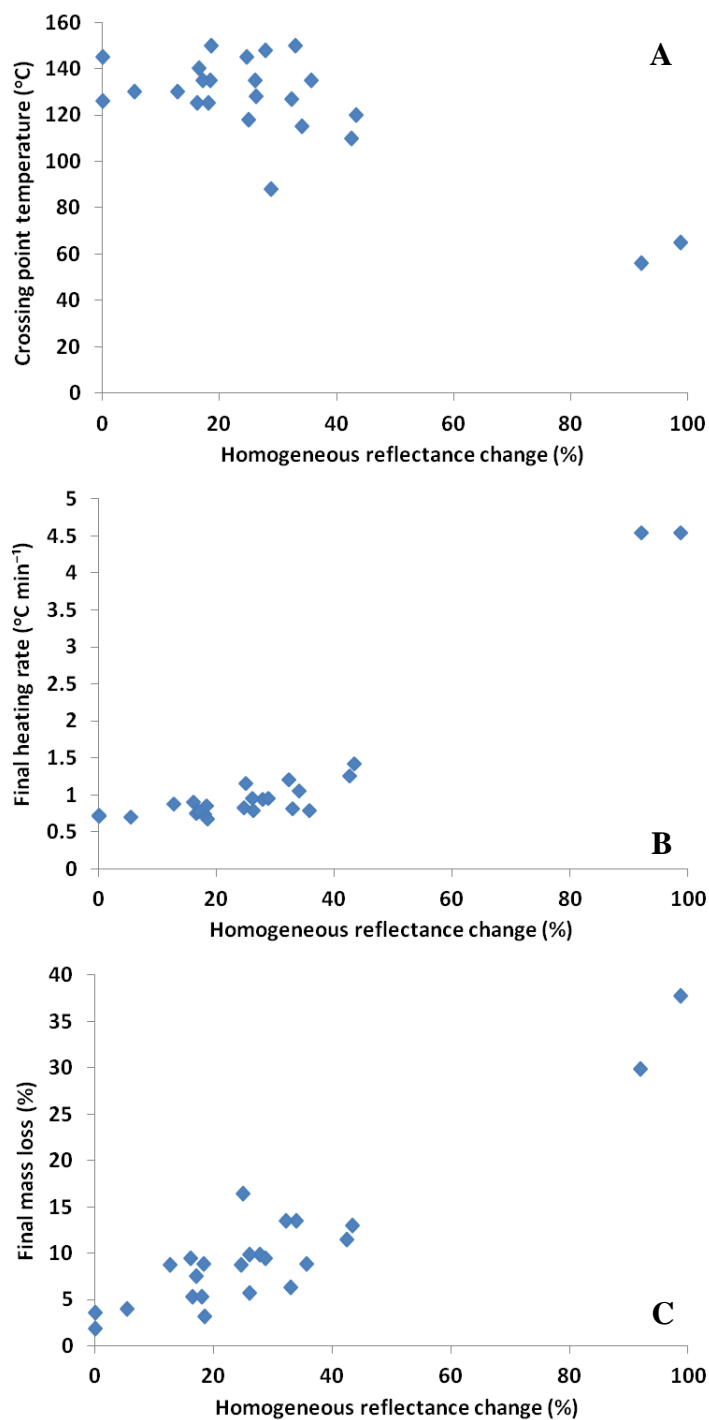 A
Crossing point temperature (°C)
160
140
120
100
80
60
40
20
0
0 20 40 60 80 100
Homogeneous reflectance change (%)
B
Final heating rate (°C min⁻¹)
5
4.5
4
3.5
3
2.5
2
1.5
1
0.5
0
0 20 40 60 80 100
Homogeneous reflectance change (%)
C
Final mass loss (%)
40
35
30
25
20
15
10
5
0
0 20 40 60 80 100
Homogeneous reflectance change (%)